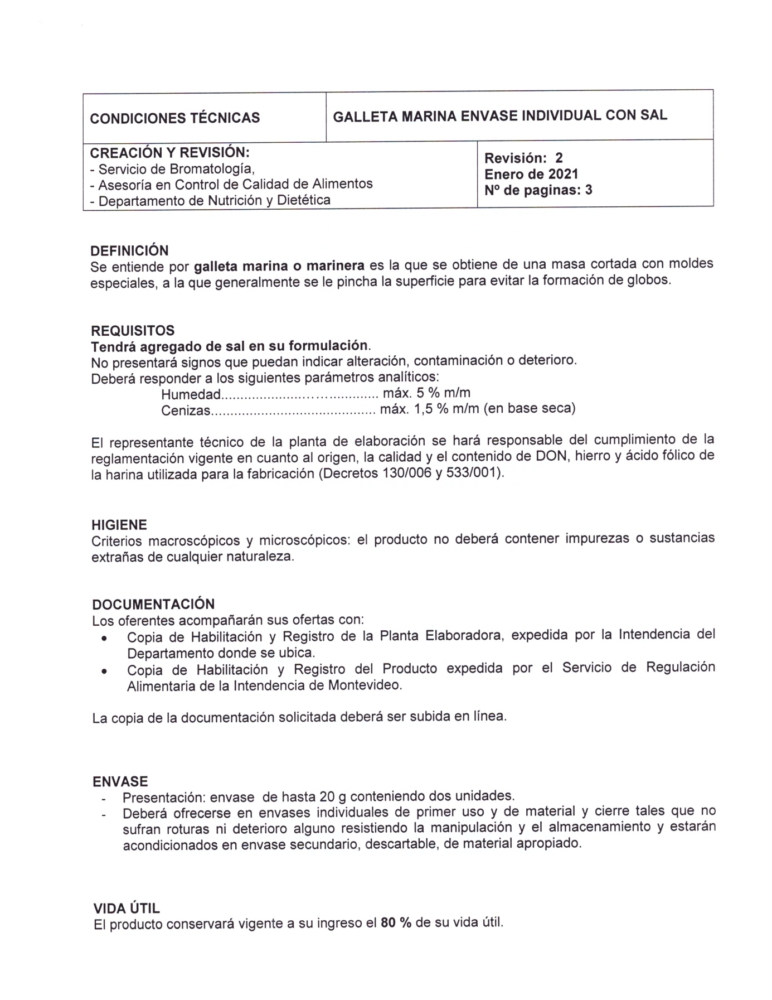 CONDICIONES TÉCNICAS
GALLETA MARINA ENVASE INDIVIDUAL CON SAL
CREACIÓN Y REVISIÓN:
- Servicio de Bromatología,
- Asesoría en Control de Calidad de Alimentos
- Departamento de Nutrición y Dietética
Revisión:  2
Enero de 2021
Nº de paginas: 3
DEFINICIÓN
Se entiende por galleta marina o marinera es la que se obtiene de una masa cortada con moldes
especiales, a la que generalmente se le pincha la superficie para evitar la formación de globos.
REQUISITOS
Tendrá agregado de sal en su formulación.
No presentará signos que puedan indicar alteración, contaminación o deterioro.
Deberá responder a los siguientes parámetros analíticos:
Humedad......................................... máx. 5 % m/m
Cenizas........................................... máx. 1,5 % m/m (en base seca)
El representante técnico de la planta de elaboración se hará responsable del cumplimiento de la
reglamentación vigente en cuanto al origen, la calidad y el contenido de DON, hierro y ácido fólico de
la harina utilizada para la fabricación (Decretos 130/006 y 533/001).
HIGIENE
Criterios macroscópicos y microscópicos: el producto no deberá contener impurezas o sustancias
extrañas de cualquier naturaleza.
DOCUMENTACIÓN
Los oferentes acompañarán sus ofertas con:
• Copia de Habilitación y Registro de la Planta Elaboradora, expedida por la Intendencia del
Departamento donde se ubica.
• Copia de Habilitación y Registro del Producto expedida por el Servicio de Regulación
Alimentaria de la Intendencia de Montevideo.
La copia de la documentación solicitada deberá ser subida en línea.
ENVASE
- Presentación: envase  de hasta 20 g conteniendo dos unidades.
- Deberá ofrecerse en envases individuales de primer uso y de material y cierre tales que no
sufran roturas ni deterioro alguno resistiendo la manipulación y el almacenamiento y estarán
acondicionados en envase secundario, descartable, de material apropiado.
VIDA ÚTIL
El producto conservará vigente a su ingreso el 80 % de su vida útil.